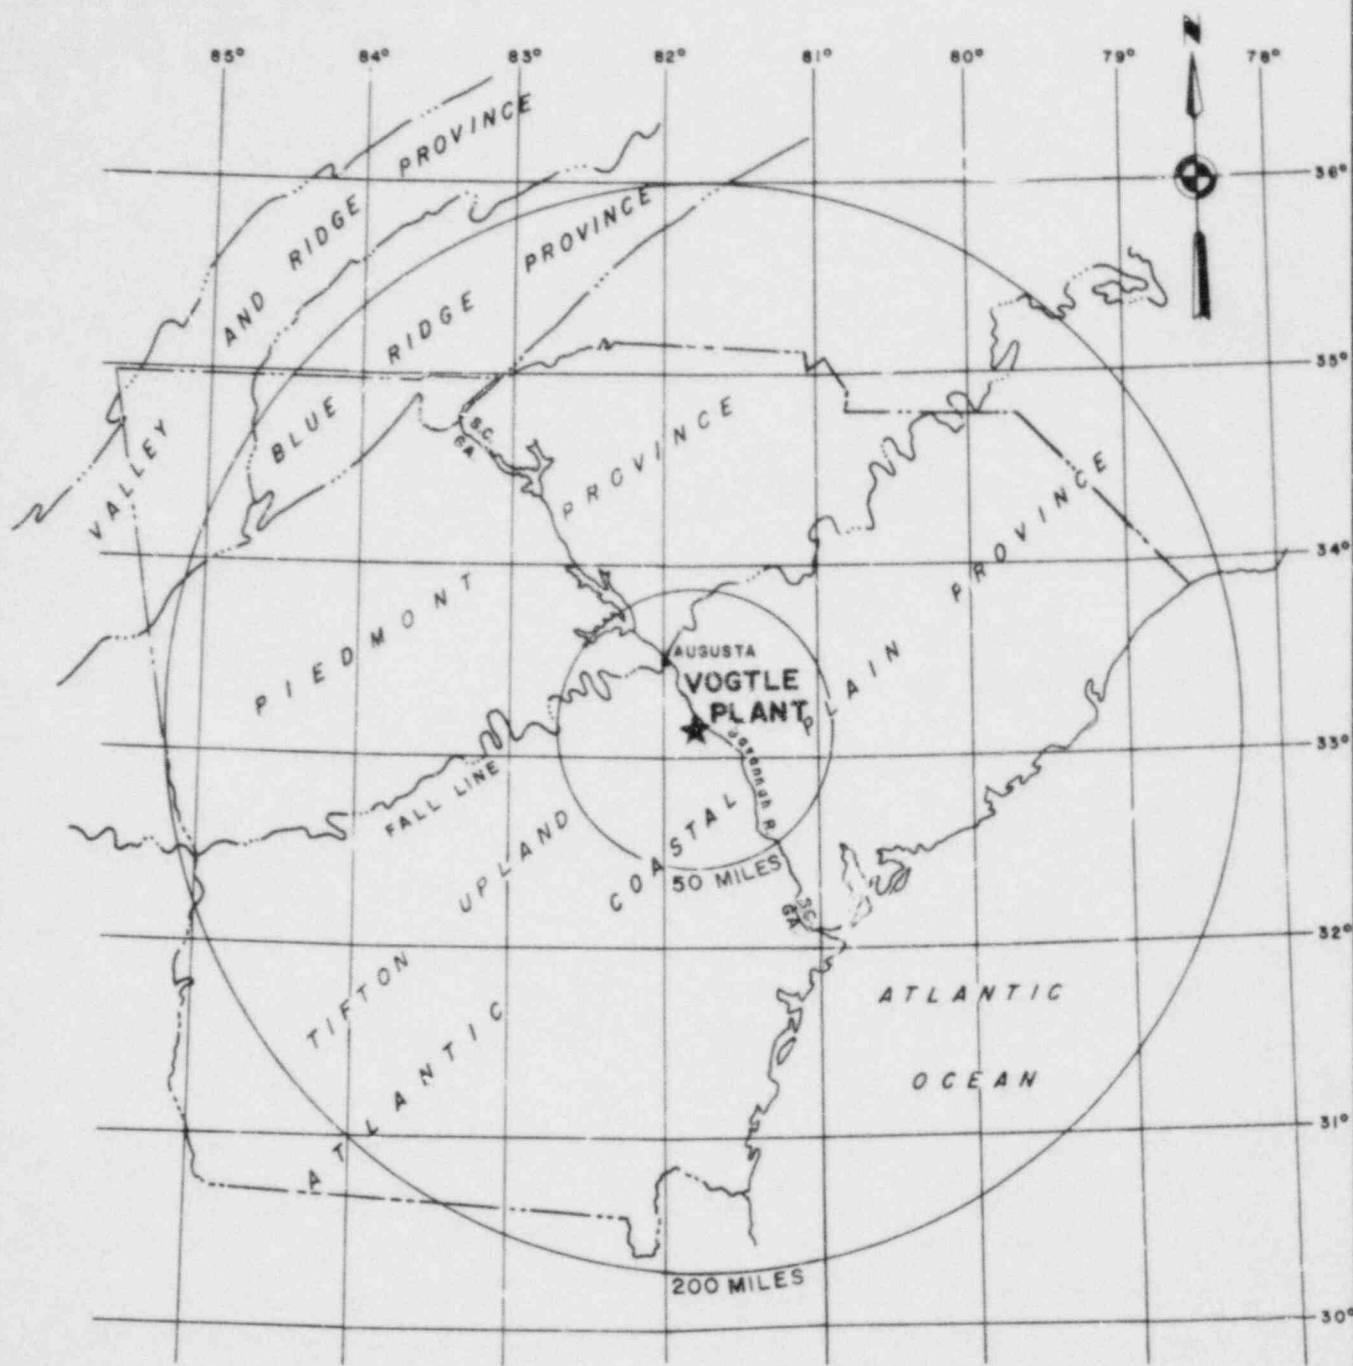 N
85° 84° 83° 82° 81° 80° 79° 78°
36°
35°
34°
33°
32°
31°
30°
VALLEY AND RIDGE PROVINCE
BLUE RIDGE PROVINCE
PIEDMONT PROVINCE
S.C.
GA
AUGUSTA
VOGTLE
PLANT
Savannah R.
FALL LINE
TIFTON UPLAND
ATLANTIC COASTAL PLAIN PROVINCE
50 MILES
S.C.
GA
ATLANTIC
OCEAN
200 MILES